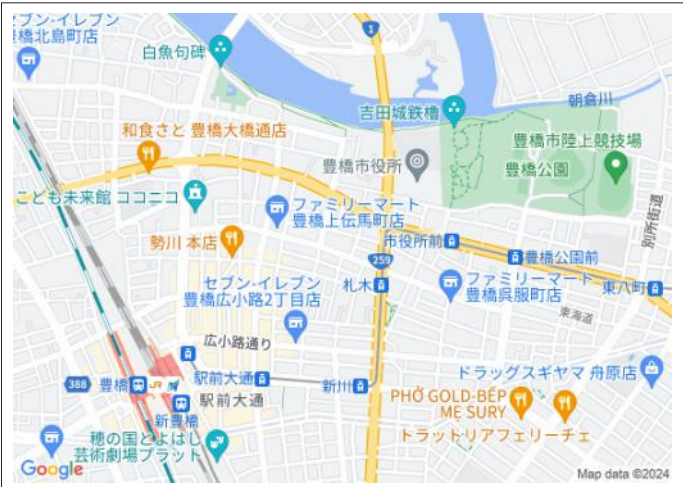 セブン-イレブン
豊橋北島町店
白魚句碑
1
朝倉川
吉田城鉄櫓
和食さと 豊橋大橋通店
豊橋市陸上競技場
豊橋市役所
豊橋公園
こども未来館 ココニコ
ファミリーマート
豊橋上伝馬町店
別所街道
勢川 本店
市役所前
豊橋公園前
259
セブン-イレブン
豊橋広小路2丁目店
札木
ファミリーマート
豊橋呉服町店
東八町
東海道
広小路通り
ドラッグスギヤマ 舟原店
388
豊橋
JR
駅前大通
新川
PHỞ GOLD-BẾP
MẸ SURY
駅前大通
新豊橋
トラットリアフェリーチェ
穂の国とよはし
芸術劇場プラット
Google
Map data ©2024